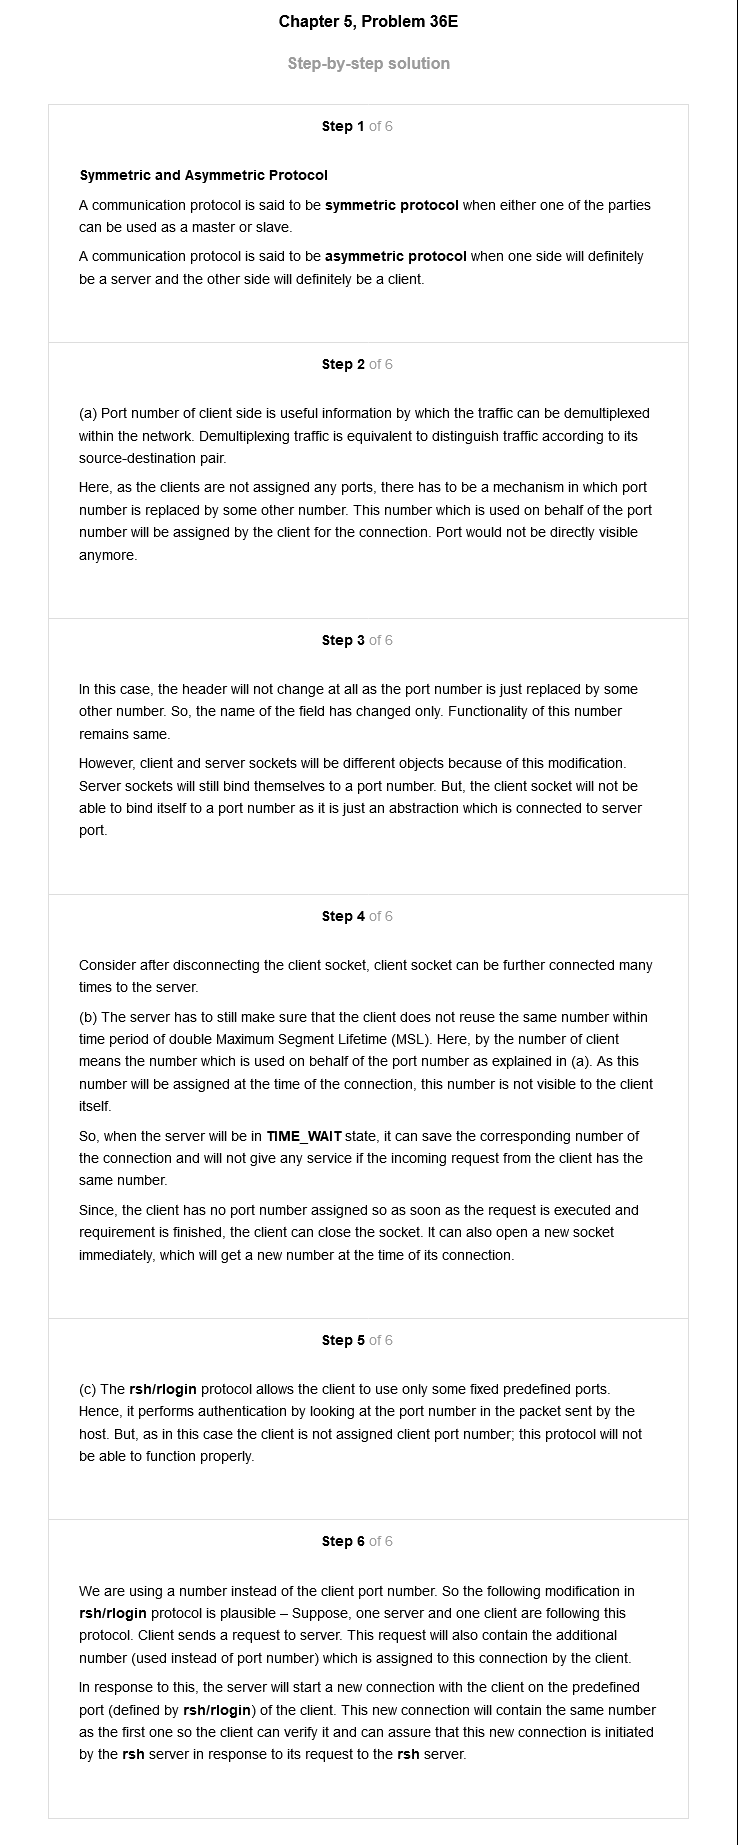 Chapter 5, Problem 36E
Step-by-step solution
Step 1 of 6
Symmetric and Asymmetric Protocol
A communication protocol is said to be symmetric protocol when either one of the parties
can be used as a master or slave.
A communication protocol is said to be asymmetric protocol when one side will definitely
be a server and the other side will definitely be a client.
Step 2 of 6
(a) Port number of client side is useful information by which the traffic can be demultiplexed
within the network. Demultiplexing traffic is equivalent to distinguish traffic according to its
source-destination pair.
Here, as the clients are not assigned any ports, there has to be a mechanism in which port
number is replaced by some other number. This number which is used on behalf of the port
number will be assigned by the client for the connection. Port would not be directly visible
anymore.
Step 3 of 6
In this case, the header will not change at all as the port number is just replaced by some
other number. So, the name of the field has changed only. Functionality of this number
remains same.
However, client and server sockets will be different objects because of this modification.
Server sockets will still bind themselves to a port number. But, the client socket will not be
able to bind itself to a port number as it is just an abstraction which is connected to server
port.
Step 4 of 6
Consider after disconnecting the client socket, client socket can be further connected many
times to the server.
(b) The server has to still make sure that the client does not reuse the same number within
time period of double Maximum Segment Lifetime (MSL). Here, by the number of client
means the number which is used on behalf of the port number as explained in (a). As this
number will be assigned at the time of the connection, this number is not visible to the client
itself.
So, when the server will be in TIME_WAIT state, it can save the corresponding number of
the connection and will not give any service if the incoming request from the client has the
same number.
Since, the client has no port number assigned so as soon as the request is executed and
requirement is finished, the client can close the socket. It can also open a new socket
immediately, which will get a new number at the time of its connection.
Step 5 of 6
(c) The rsh/rlogin protocol allows the client to use only some fixed predefined ports.
Hence, it performs authentication by looking at the port number in the packet sent by the
host. But, as in this case the client is not assigned client port number; this protocol will not
be able to function properly.
Step 6 of 6
We are using a number instead of the client port number. So the following modification in
rsh/rlogin protocol is plausible – Suppose, one server and one client are following this
protocol. Client sends a request to server. This request will also contain the additional
number (used instead of port number) which is assigned to this connection by the client.
In response to this, the server will start a new connection with the client on the predefined
port (defined by rsh/rlogin) of the client. This new connection will contain the same number
as the first one so the client can verify it and can assure that this new connection is initiated
by the rsh server in response to its request to the rsh server.